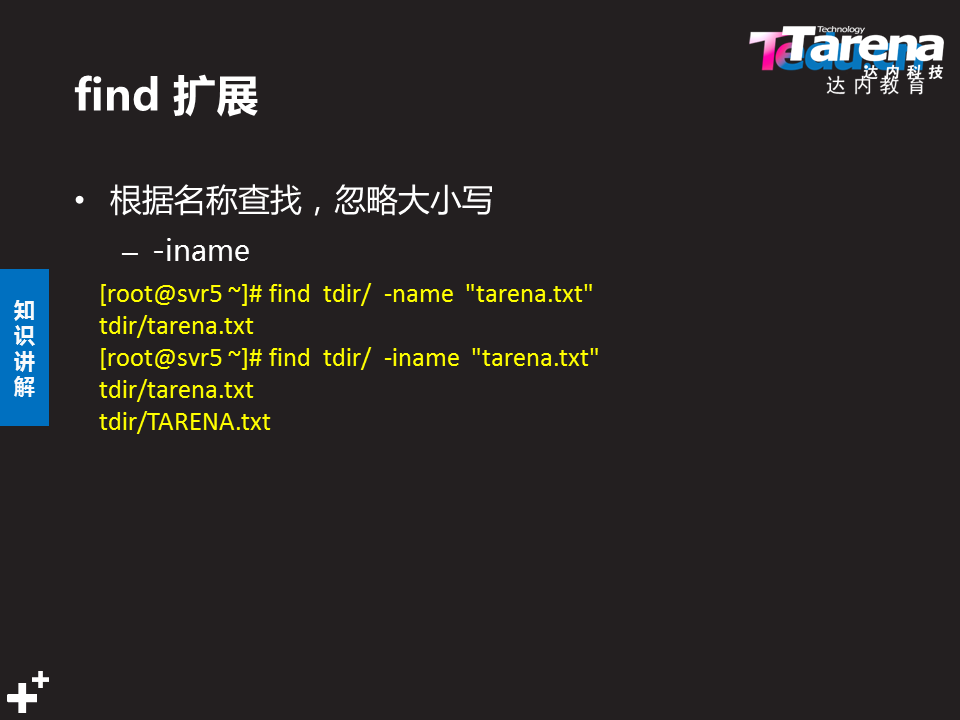 Technology
Tarena
达内科技
达内教育
find 扩展
• 根据名称查找，忽略大小写
– -iname
[root@svr5 ~]# find  tdir/  -name  "tarena.txt"
tdir/tarena.txt
[root@svr5 ~]# find  tdir/  -iname  "tarena.txt"
tdir/tarena.txt
tdir/TARENA.txt
知识讲解